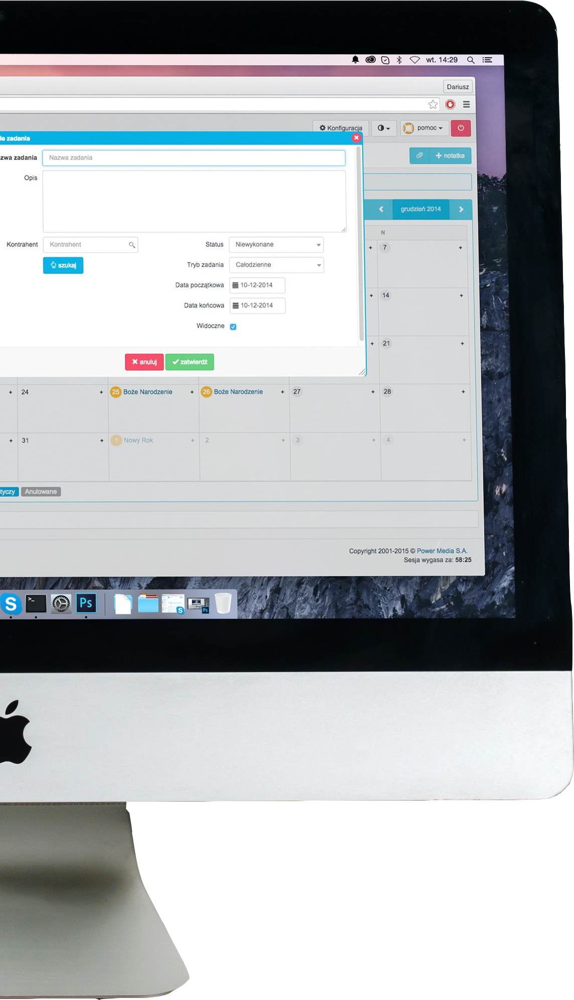 wt. 14:29
Dariusz
Konfiguracja
pomoc
ie zadania
zwa zadania
Nazwa zadania
notatka
Opis
grudzień 2014
N
Kontrahent
Kontrahent
Status
Niewykonane
7
szukaj
Tryb zadania
Całodzienne
Data początkowa
10-12-2014
14
Data końcowa
10-12-2014
Widoczne
21
anuluj
zatwierdź
24
25 Boże Narodzenie
26 Boże Narodzenie
27
28
31
1 Nowy Rok
2
3
4
tyczy
Anulowane
Copyright 2001-2015 © Power Media S.A.
Sesja wygasa za: 58:25
S
>_
Ps
S
Ps